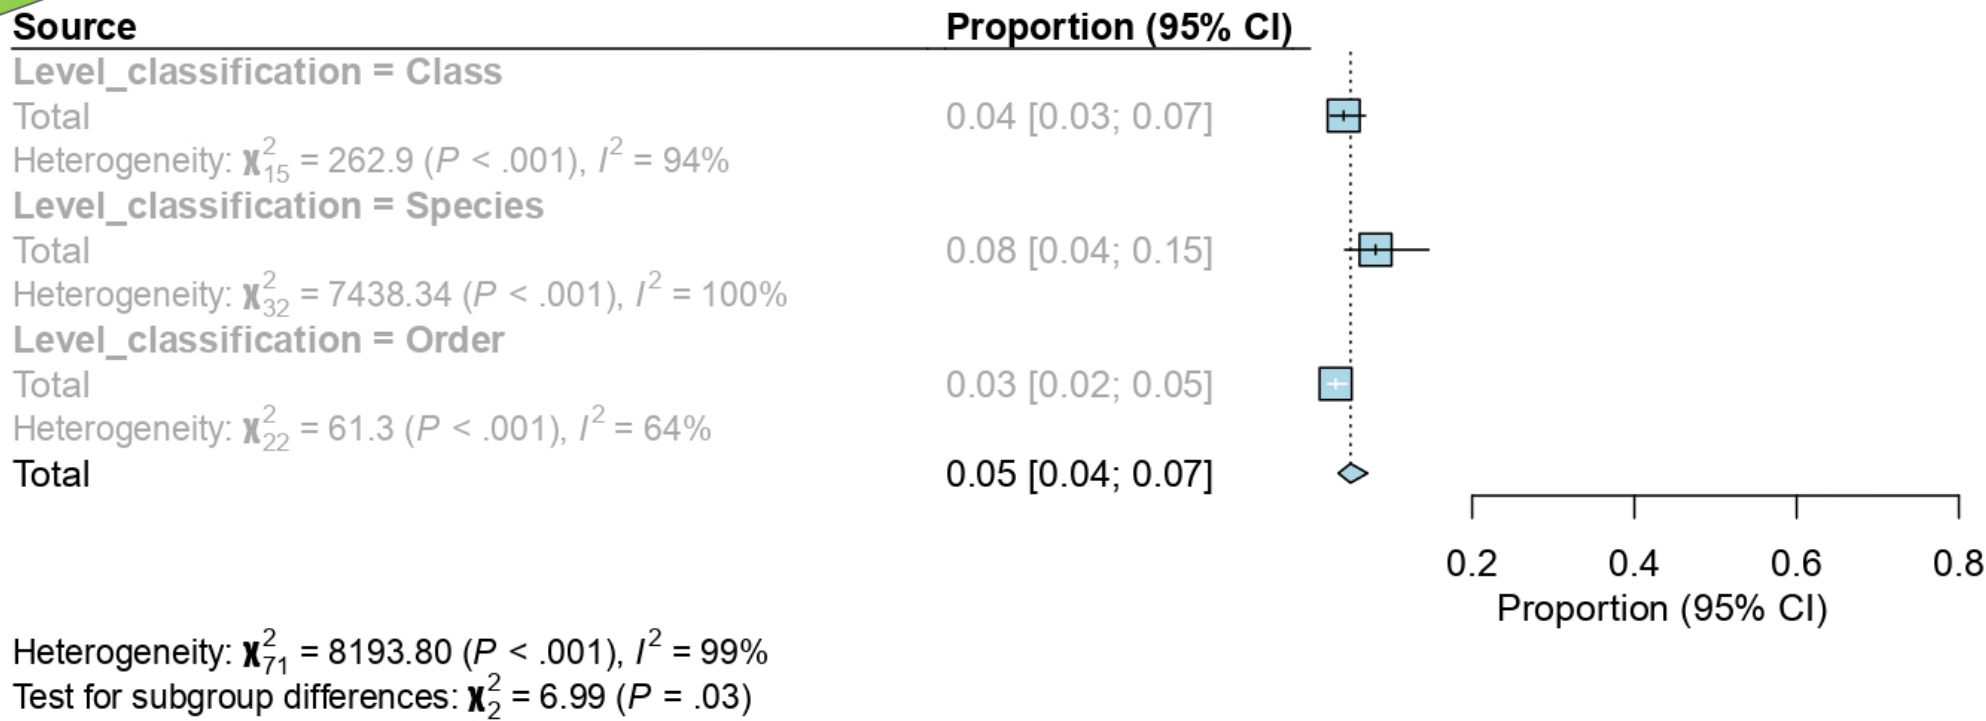 Source Proportion (95% CI)
Level_classification = Class
Total 0.04 [0.03; 0.07]
Heterogeneity: χ²₁₅ = 262.9 (P < .001), I² = 94%
Level_classification = Species
Total 0.08 [0.04; 0.15]
Heterogeneity: χ²₃₂ = 7438.34 (P < .001), I² = 100%
Level_classification = Order
Total 0.03 [0.02; 0.05]
Heterogeneity: χ²₂₂ = 61.3 (P < .001), I² = 64%
Total 0.05 [0.04; 0.07]
0.2 0.4 0.6 0.8
Proportion (95% CI)
Heterogeneity: χ²₇₁ = 8193.80 (P < .001), I² = 99%
Test for subgroup differences: χ²₂ = 6.99 (P = .03)